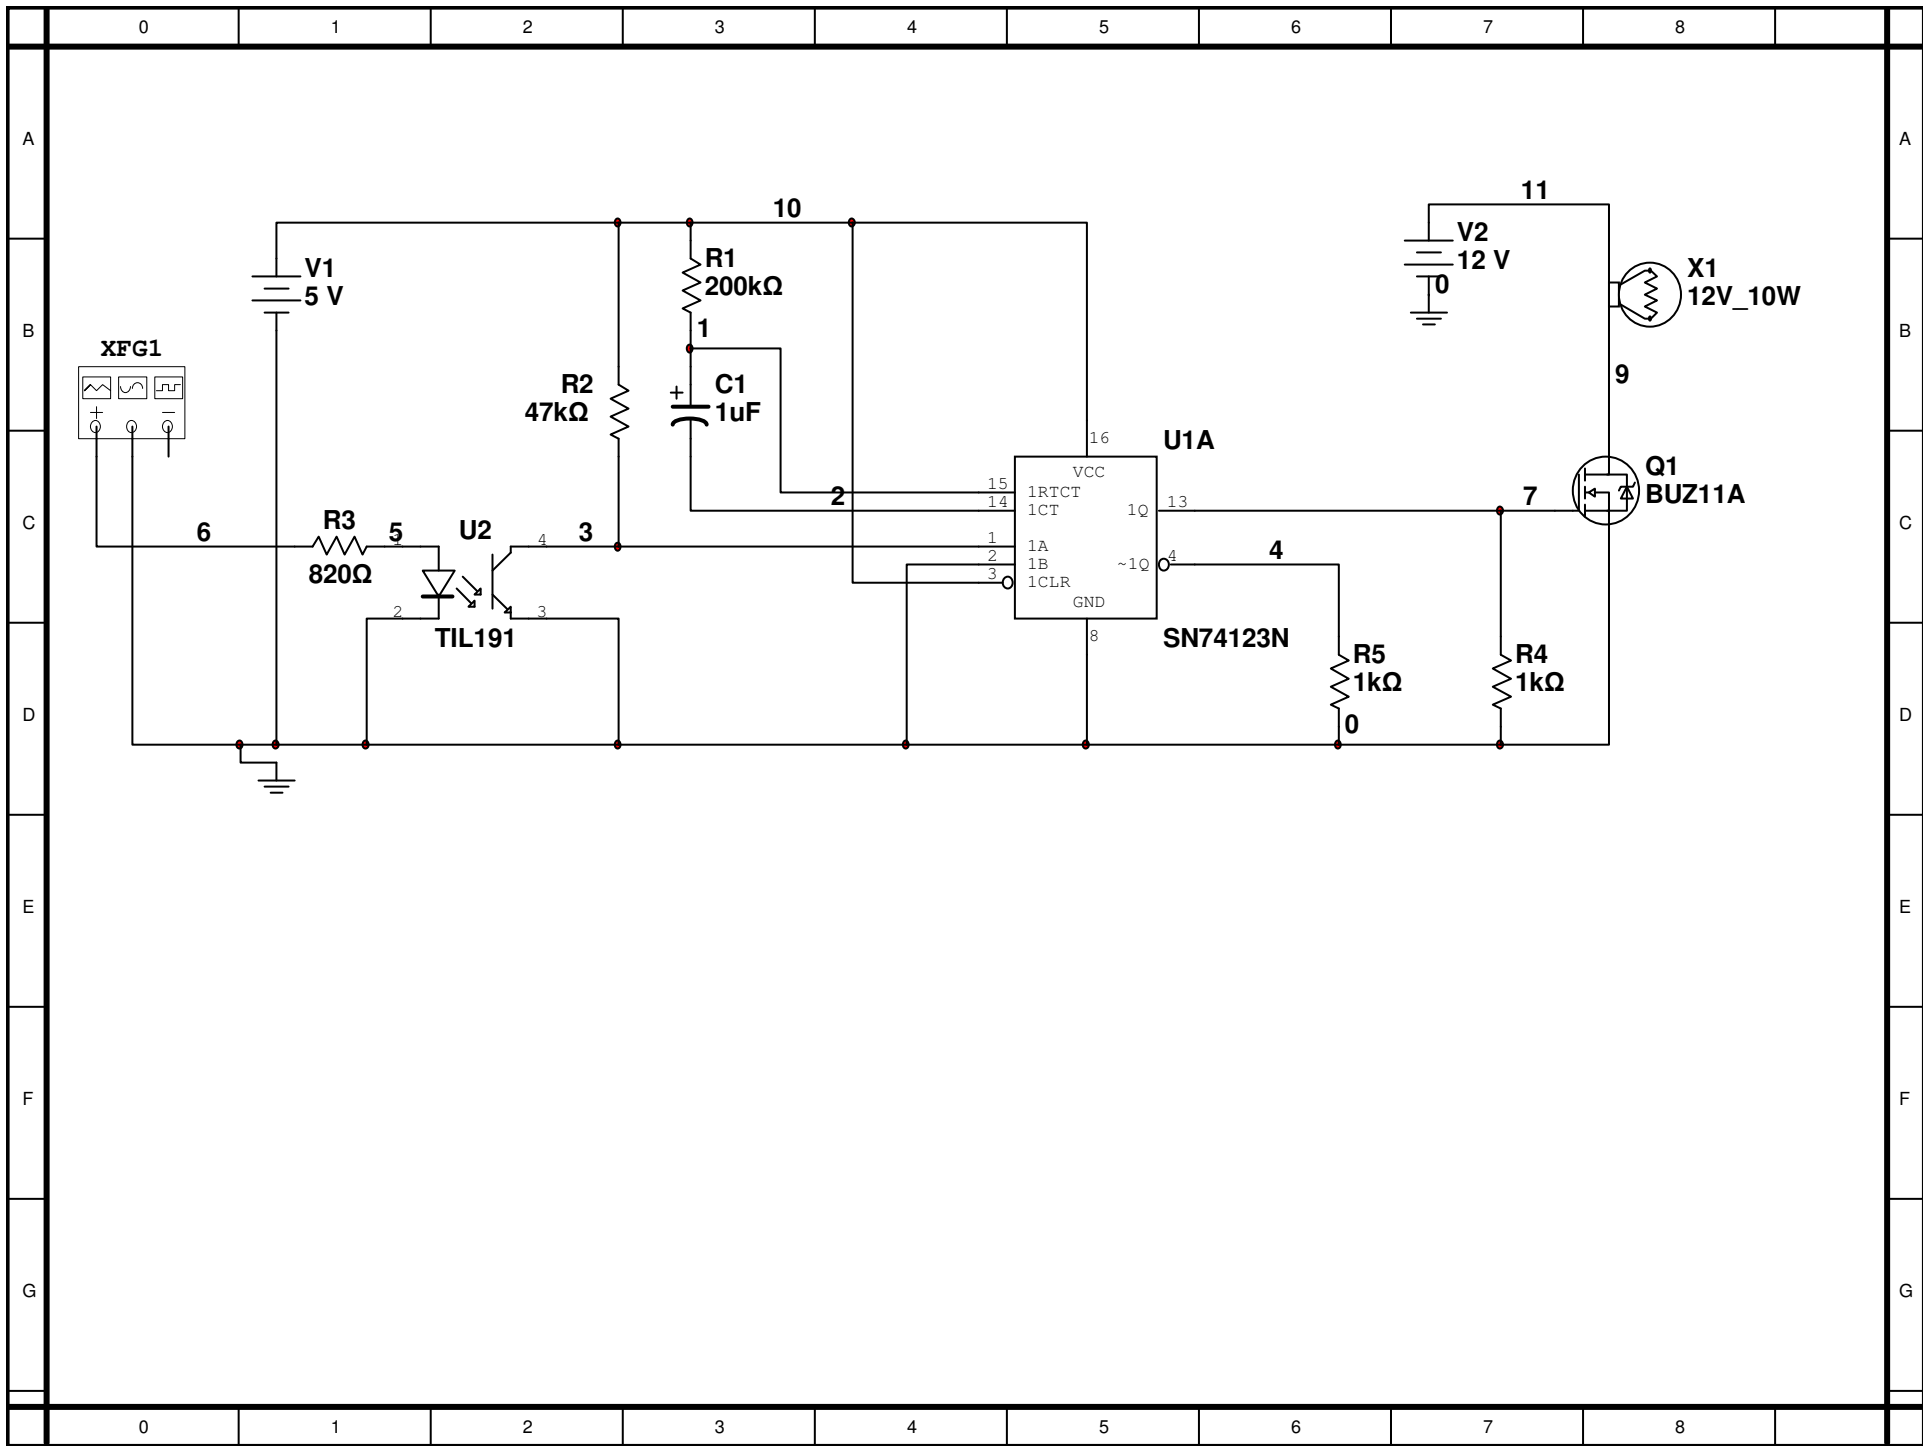 0 1 2 3 4 5 6 7 8
A A
11
10
V2
12 V
0
R1
200kΩ
V1
5 V
X1
12V_10W
B B
1
XFG1
9
R2
47kΩ
C1
1uF
16 U1A
VCC
Q1
BUZ11A
15 1RTCT
2
14 1CT 1Q 13 7
C C
6 R3 5 1 U2 4 3 1 1A
820Ω
2 1B ~1Q 4 4
3 1CLR
GND
2 3
TIL191 8 SN74123N
R5
1kΩ
R4
1kΩ
D D
0
E E
F F
G G
0 1 2 3 4 5 6 7 8